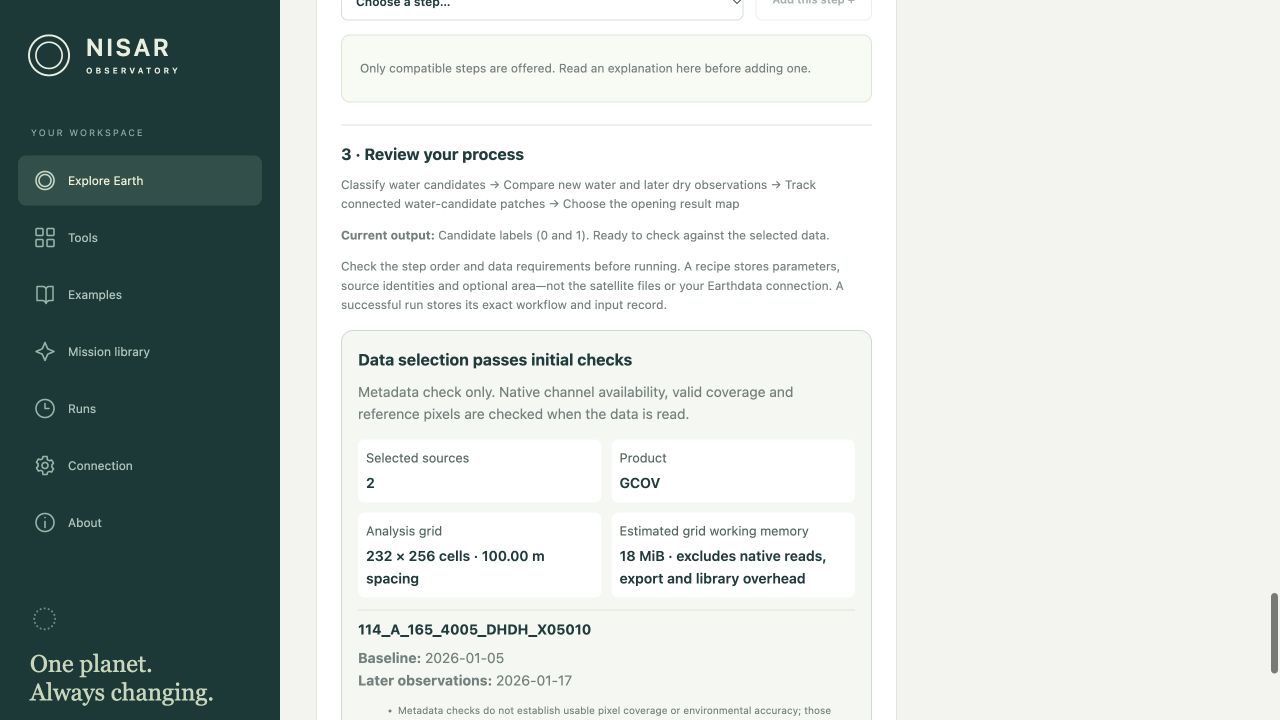 NISAR
OBSERVATORY
YOUR WORKSPACE
Explore Earth
Tools
Examples
Mission library
Runs
Connection
About
One planet.
Always changing.
Choose a step...
Add this step +
Only compatible steps are offered. Read an explanation here before adding one.
3 · Review your process
Classify water candidates → Compare new water and later dry observations → Track
connected water-candidate patches → Choose the opening result map
Current output: Candidate labels (0 and 1). Ready to check against the selected data.
Check the step order and data requirements before running. A recipe stores parameters,
source identities and optional area—not the satellite files or your Earthdata connection. A
successful run stores its exact workflow and input record.
Data selection passes initial checks
Metadata check only. Native channel availability, valid coverage and
reference pixels are checked when the data is read.
Selected sources
2
Product
GCOV
Analysis grid
232 × 256 cells · 100.00 m
spacing
Estimated grid working memory
18 MiB · excludes native reads,
export and library overhead
114_A_165_4005_DHDH_X05010
Baseline: 2026-01-05
Later observations: 2026-01-17
• Metadata checks do not establish usable pixel coverage or environmental accuracy; those